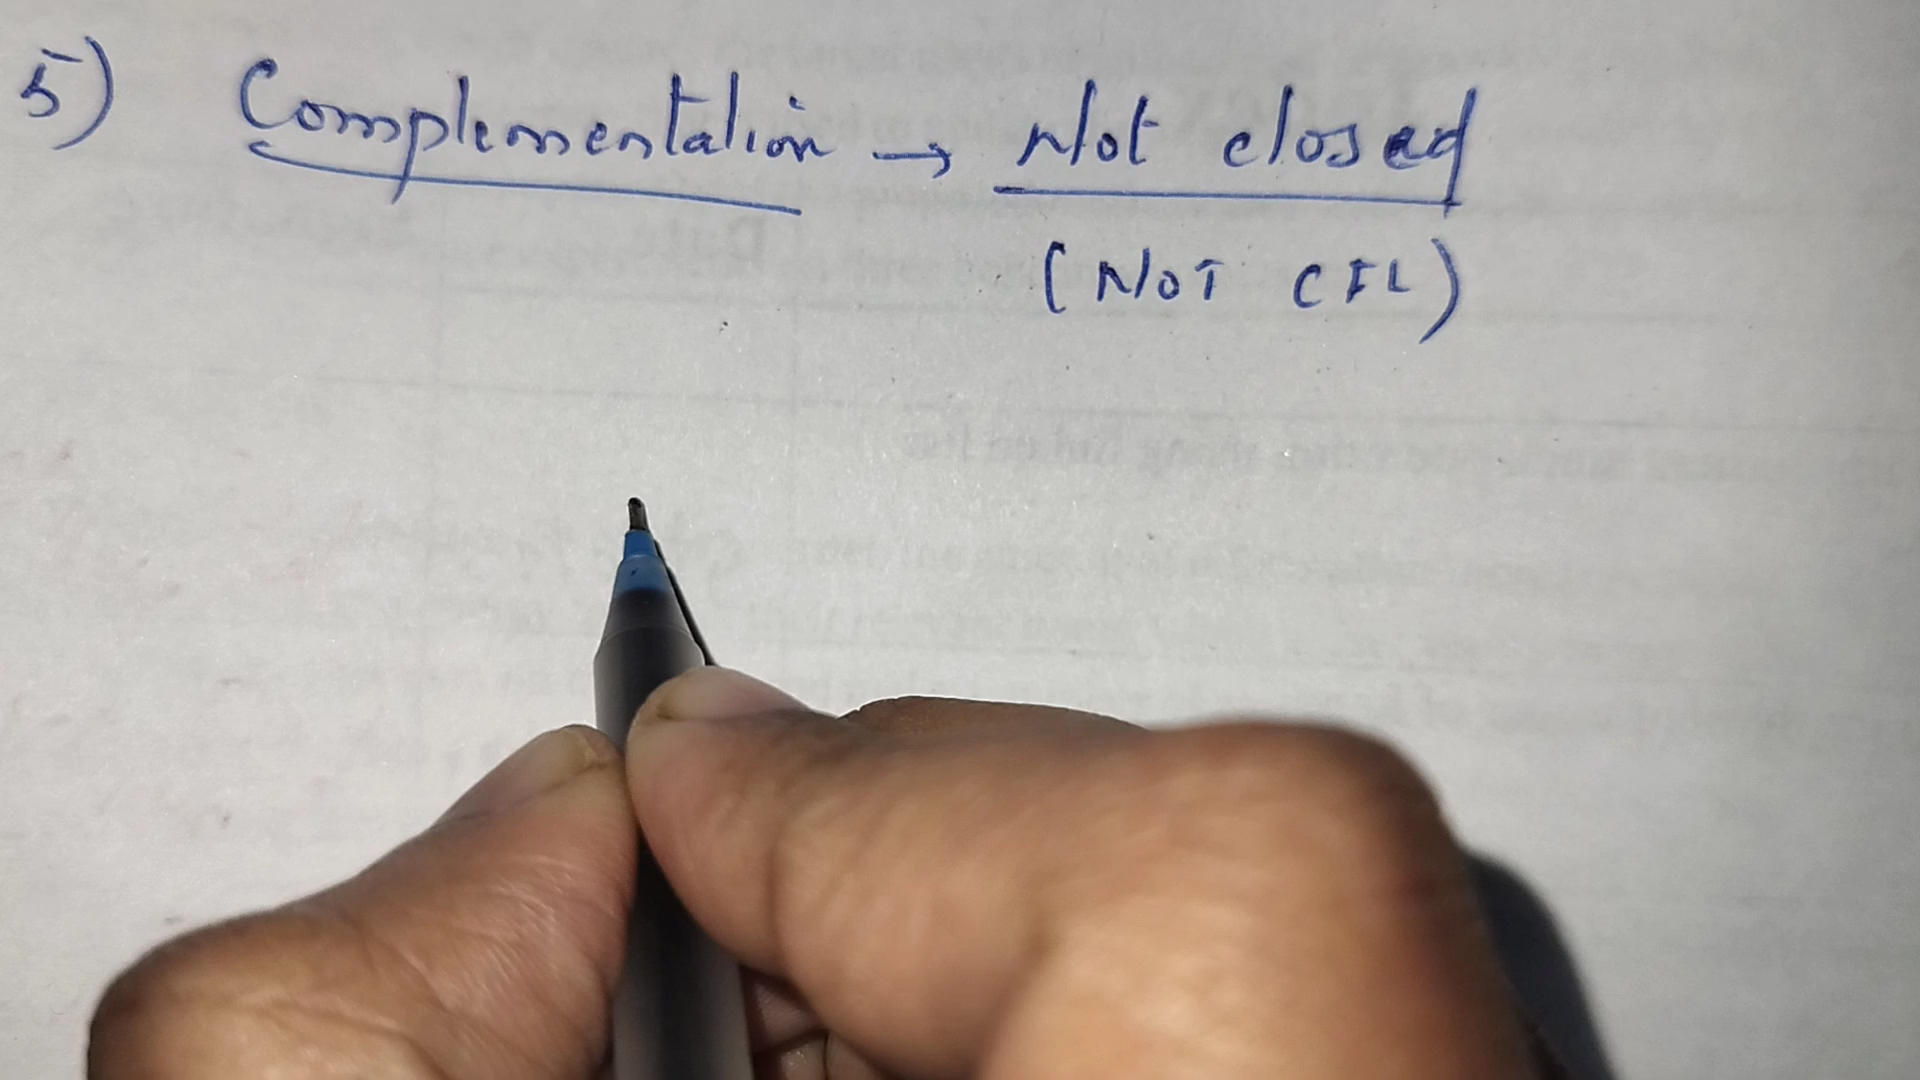 5) Complementation → Not closed
(NOT CFL)